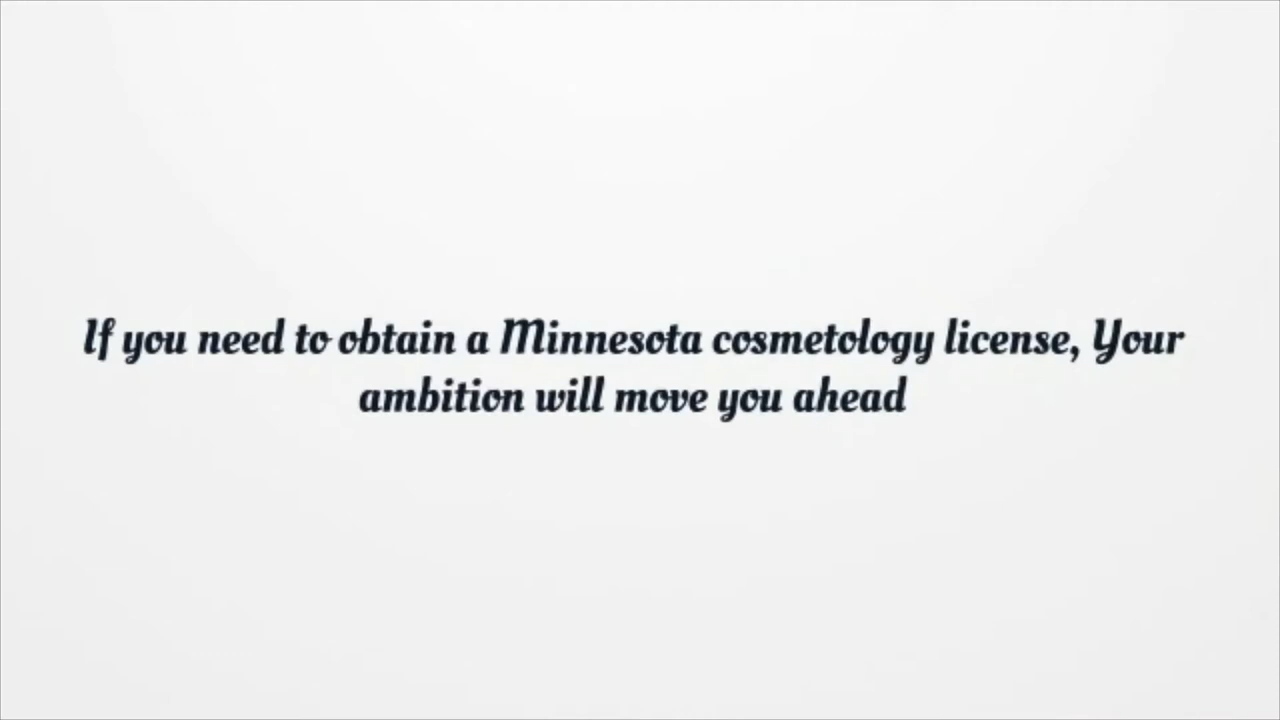 If you need to obtain a Minnesota cosmetology license, Your
ambition will move you ahead